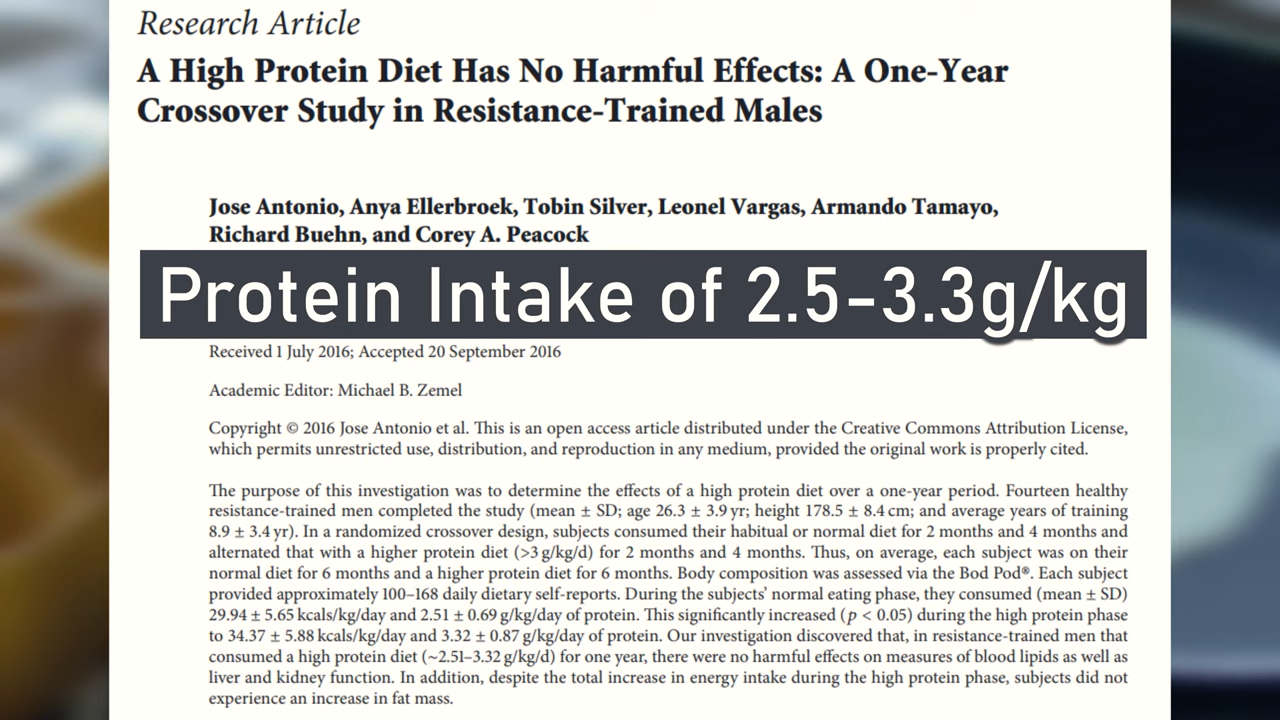 Research Article
A High Protein Diet Has No Harmful Effects: A One-Year
Crossover Study in Resistance-Trained Males
Jose Antonio, Anya Ellerbroek, Tobin Silver, Leonel Vargas, Armando Tamayo,
Richard Buehn, and Corey A. Peacock
Protein Intake of 2.5-3.3g/kg
Received 1 July 2016; Accepted 20 September 2016
Academic Editor: Michael B. Zemel
Copyright © 2016 Jose Antonio et al. This is an open access article distributed under the Creative Commons Attribution License,
which permits unrestricted use, distribution, and reproduction in any medium, provided the original work is properly cited.
The purpose of this investigation was to determine the effects of a high protein diet over a one-year period. Fourteen healthy
resistance-trained men completed the study (mean ± SD; age 26.3 ± 3.9 yr; height 178.5 ± 8.4 cm; and average years of training
8.9 ± 3.4 yr). In a randomized crossover design, subjects consumed their habitual or normal diet for 2 months and 4 months and
alternated that with a higher protein diet (>3 g/kg/d) for 2 months and 4 months. Thus, on average, each subject was on their
normal diet for 6 months and a higher protein diet for 6 months. Body composition was assessed via the Bod Pod®. Each subject
provided approximately 100–168 daily dietary self-reports. During the subjects' normal eating phase, they consumed (mean ± SD)
29.94 ± 5.65 kcals/kg/day and 2.51 ± 0.69 g/kg/day of protein. This significantly increased (p < 0.05) during the high protein phase
to 34.37 ± 5.88 kcals/kg/day and 3.32 ± 0.87 g/kg/day of protein. Our investigation discovered that, in resistance-trained men that
consumed a high protein diet (~2.51–3.32 g/kg/d) for one year, there were no harmful effects on measures of blood lipids as well as
liver and kidney function. In addition, despite the total increase in energy intake during the high protein phase, subjects did not
experience an increase in fat mass.